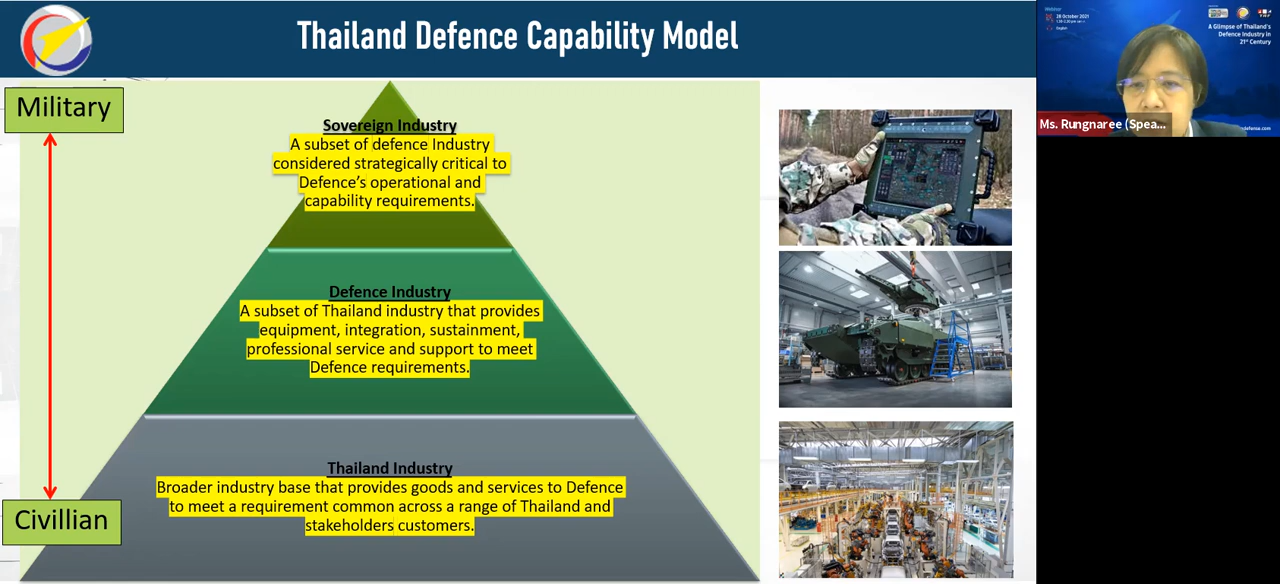 Thailand Defence Capability Model
Military
Sovereign Industry
A subset of defence Industry
considered strategically critical to
Defence's operational and
capability requirements.
Defence Industry
A subset of Thailand industry that provides
equipment, integration, sustainment,
professional service and support to meet
Defence requirements.
Thailand Industry
Broader industry base that provides goods and services to Defence
to meet a requirement common across a range of Thailand and
stakeholders customers.
Civillian
Webinar
28 October 2021
English
A Glimpse of Thailand's
Defence Industry in
21st Century
Ms. Rungnaree (Spea...